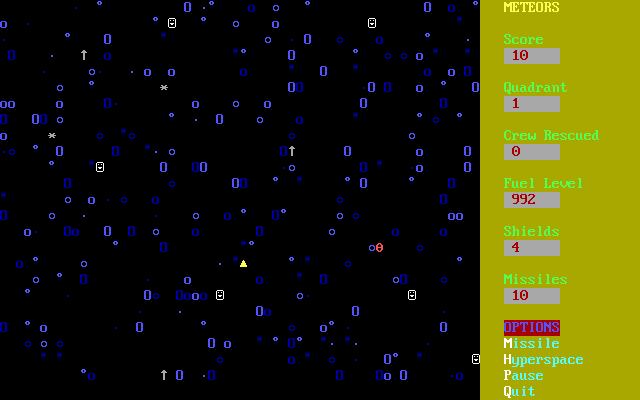 METEORS
Score
10
Quadrant
1
Crew Rescued
0
Fuel Level
992
Shields
4
Missiles
10
OPTIONS
Missile
Hyperspace
Pause
Quit